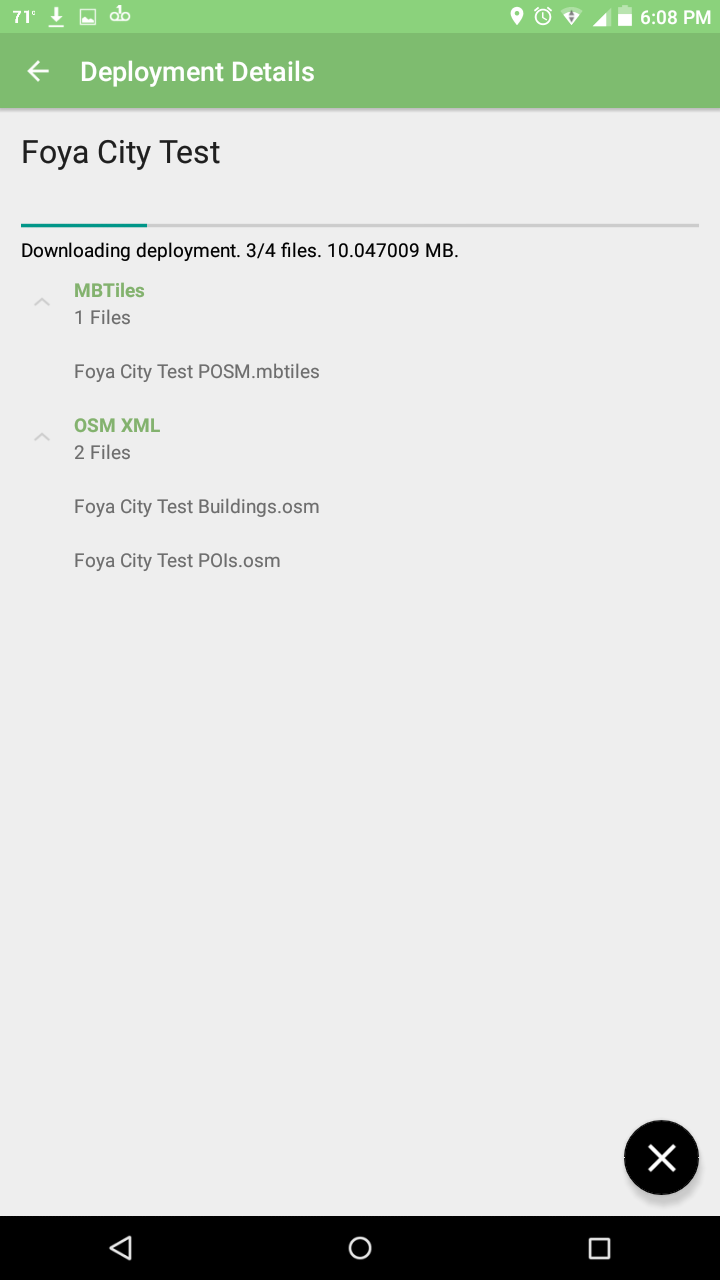 71° 6:08 PM
Deployment Details
Foya City Test
Downloading deployment. 3/4 files. 10.047009 MB.
MBTiles
1 Files
Foya City Test POSM.mbtiles
OSM XML
2 Files
Foya City Test Buildings.osm
Foya City Test POIs.osm